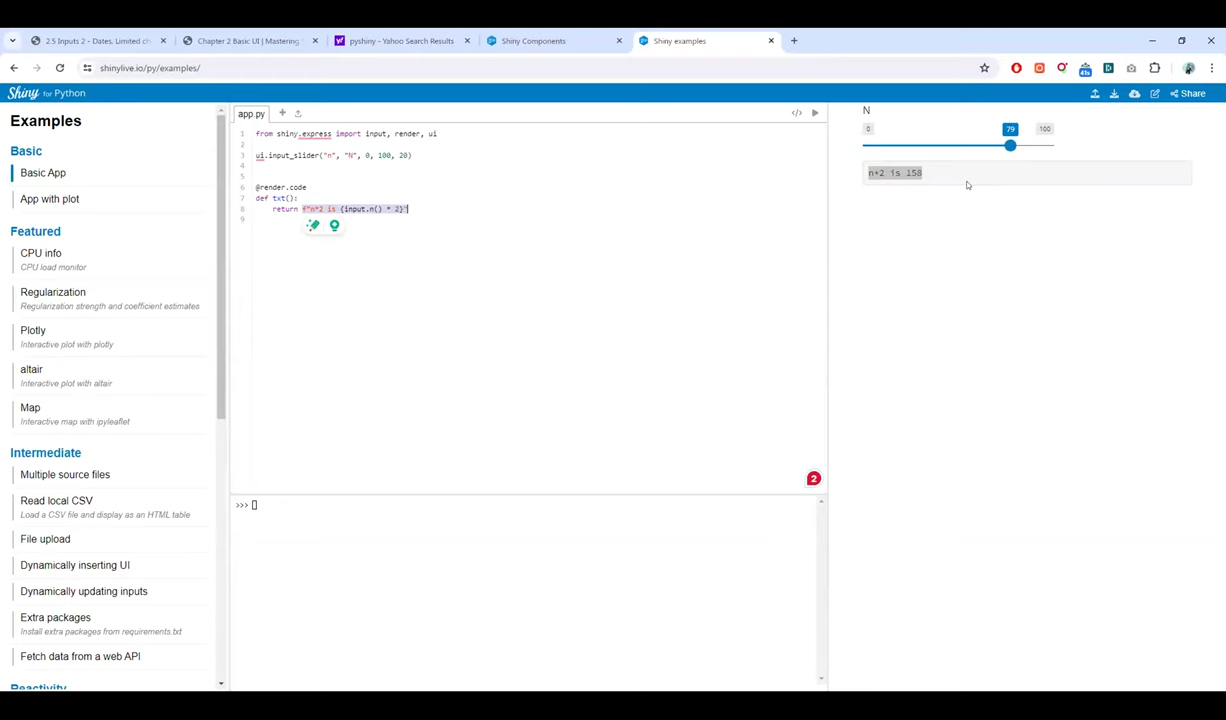 2.5 Inputs 2 - Dates, Limited ch
Chapter 2 Basic UI | Mastering
pyshiny - Yahoo Search Results
Shiny Components
Shiny examples
shinylive.io/py/examples/
41s
Shiny for Python
Share
Examples
Basic
Basic App
App with plot
Featured
CPU info
CPU load monitor
Regularization
Regularization strength and coefficient estimates
Plotly
Interactive plot with plotly
altair
Interactive plot with altair
Map
Interactive map with ipyleaflet
Intermediate
Multiple source files
Read local CSV
Load a CSV file and display as an HTML table
File upload
Dynamically inserting UI
Dynamically updating inputs
Extra packages
Install extra packages from requirements.txt
Fetch data from a web API
Reactivity
app.py
1 from shiny.express import input, render, ui
2
3 ui.input_slider("n", "N", 0, 100, 20)
4
5
6 @render.code
7 def txt():
8 return f"n*2 is {input.n() * 2}"
9
2
>>>
N
0 79 100
n*2 is 158